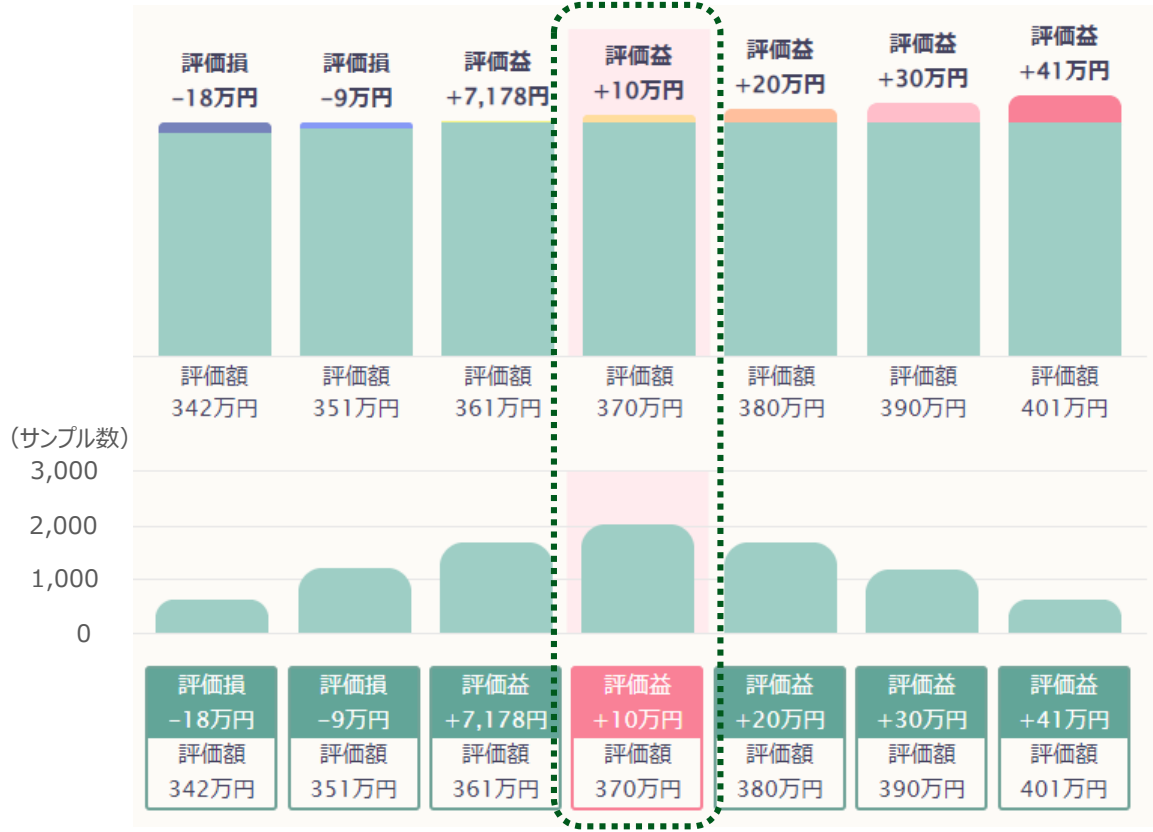 評価損
-18万円
評価損
-9万円
評価益
+7,178円
評価益
+10万円
評価益
+20万円
評価益
+30万円
評価益
+41万円
評価額
342万円
評価額
351万円
評価額
361万円
評価額
370万円
評価額
380万円
評価額
390万円
評価額
401万円
（サンプル数）
3,000
2,000
1,000
0
評価損
-18万円
評価額
342万円
評価損
-9万円
評価額
351万円
評価益
+7,178円
評価額
361万円
評価益
+10万円
評価額
370万円
評価益
+20万円
評価額
380万円
評価益
+30万円
評価額
390万円
評価益
+41万円
評価額
401万円